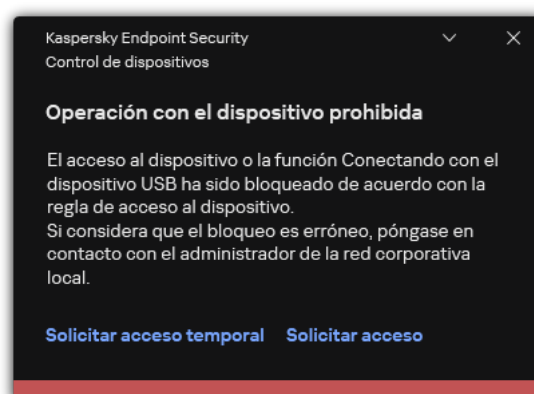 Kaspersky Endpoint Security
Control de dispositivos
Operación con el dispositivo prohibida
El acceso al dispositivo o la función Conectando con el
dispositivo USB ha sido bloqueado de acuerdo con la
regla de acceso al dispositivo.
Si considera que el bloqueo es erróneo, póngase en
contacto con el administrador de la red corporativa
local.
Solicitar acceso temporal Solicitar acceso